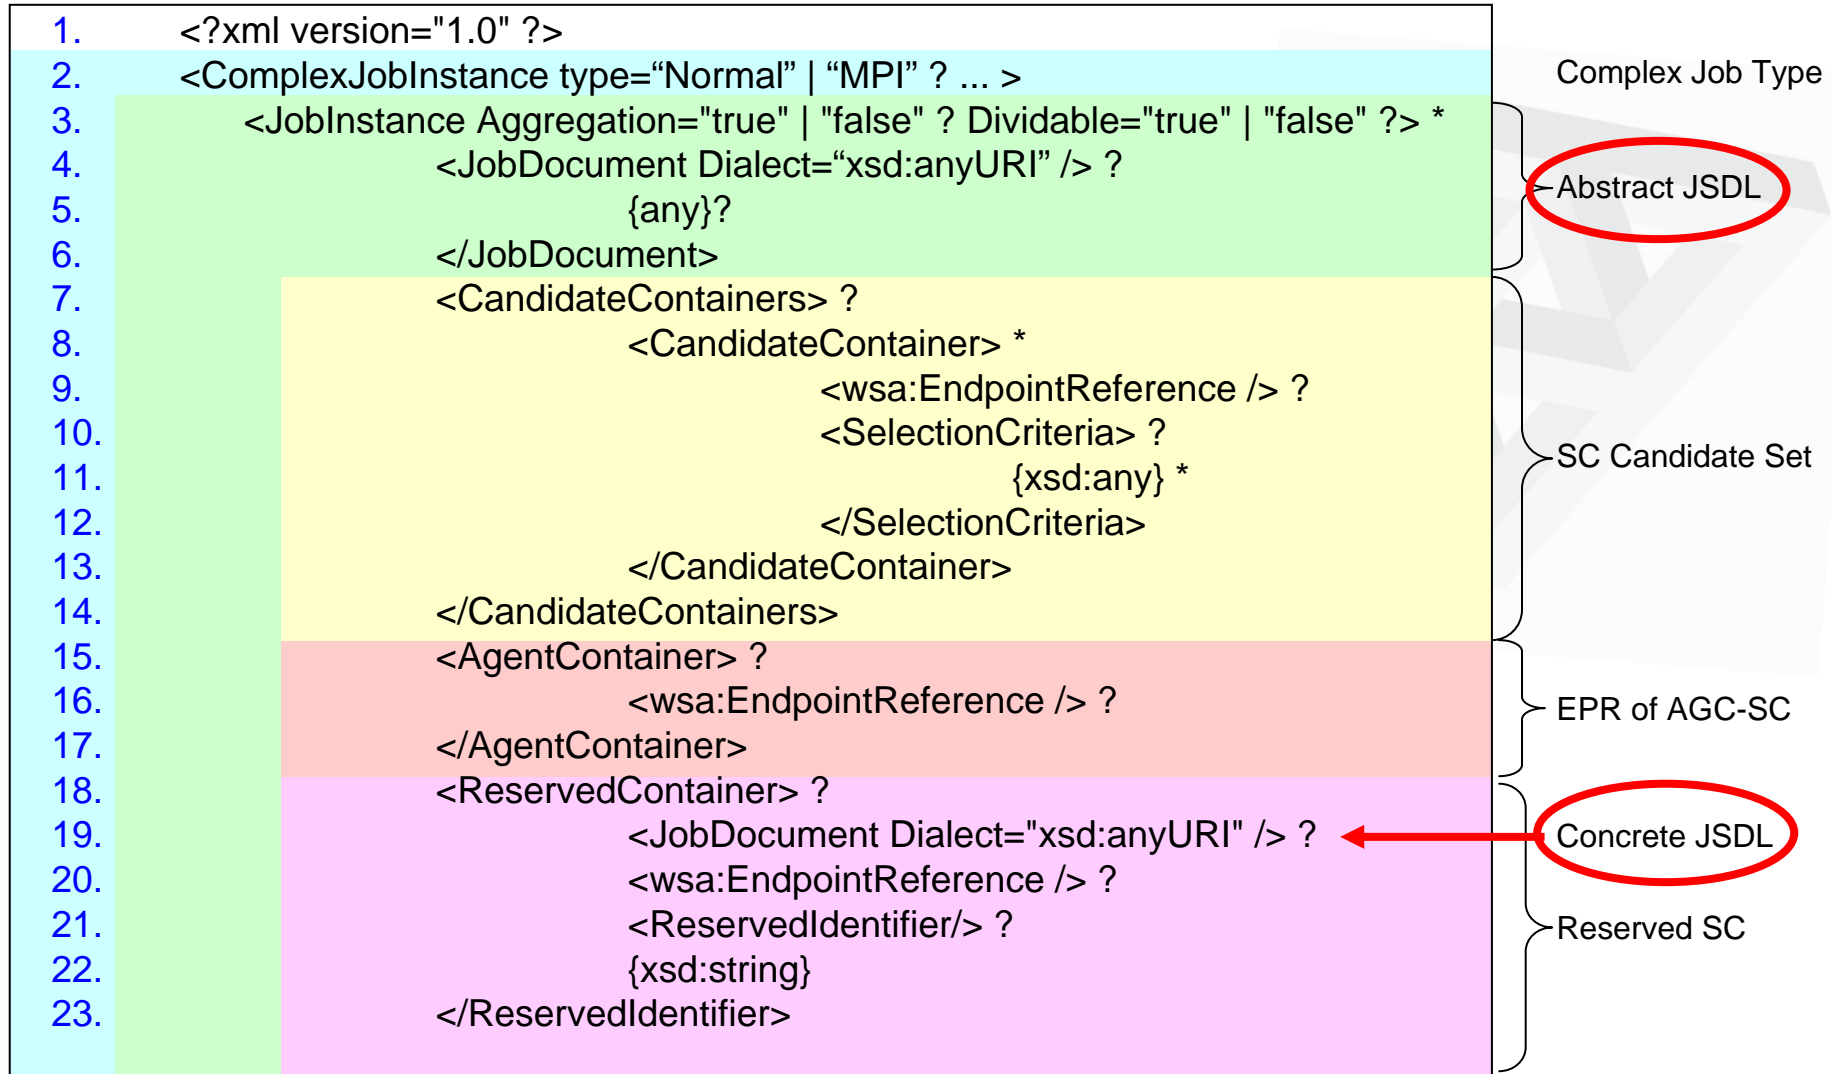 1. <?xml version="1.0" ?>
2. <ComplexJobInstance type=“Normal” | “MPI” ? ... >
Complex Job Type
3. <JobInstance Aggregation="true" | "false" ? Dividable="true" | "false" ?> *
4. <JobDocument Dialect=“xsd:anyURI” /> ?
Abstract JSDL
5. {any}?
6. </JobDocument>
7. <CandidateContainers> ?
8. <CandidateContainer> *
9. <wsa:EndpointReference /> ?
10. <SelectionCriteria> ?
SC Candidate Set
11. {xsd:any} *
12. </SelectionCriteria>
13. </CandidateContainer>
14. </CandidateContainers>
15. <AgentContainer> ?
16. <wsa:EndpointReference /> ?
EPR of AGC-SC
17. </AgentContainer>
18. <ReservedContainer> ?
19. <JobDocument Dialect="xsd:anyURI" /> ?
Concrete JSDL
20. <wsa:EndpointReference /> ?
21. <ReservedIdentifier/> ?
Reserved SC
22. {xsd:string}
23. </ReservedIdentifier>